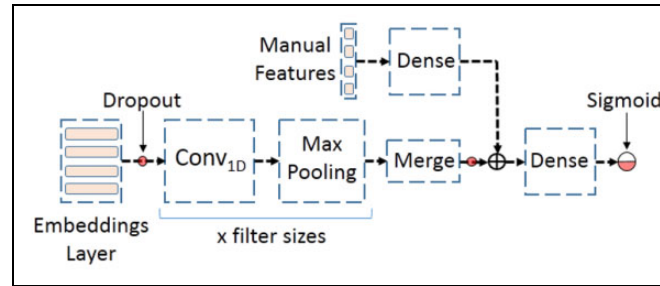 Manual
Features
Dense
Dropout
Sigmoid
Conv1D
Max
Pooling
Merge
Dense
Embeddings
Layer
x filter sizes